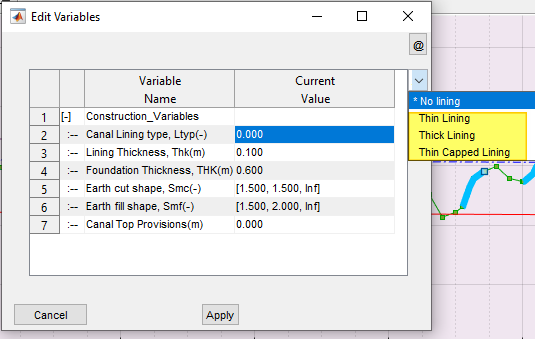 Edit Variables
@
Variable Name
Current Value
1 [-] Construction_Variables
2 :-- Canal Lining type, Ltyp(-) 0.000
3 :-- Lining Thickness, Thk(m) 0.100
4 :-- Foundation Thickness, THK(m) 0.600
5 :-- Earth cut shape, Smc(-) [1.500, 1.500, Inf]
6 :-- Earth fill shape, Smf(-) [1.500, 2.000, Inf]
7 :-- Canal Top Provisions(m) 0.000
* No lining
Thin Lining
Thick Lining
Thin Capped Lining
Cancel
Apply